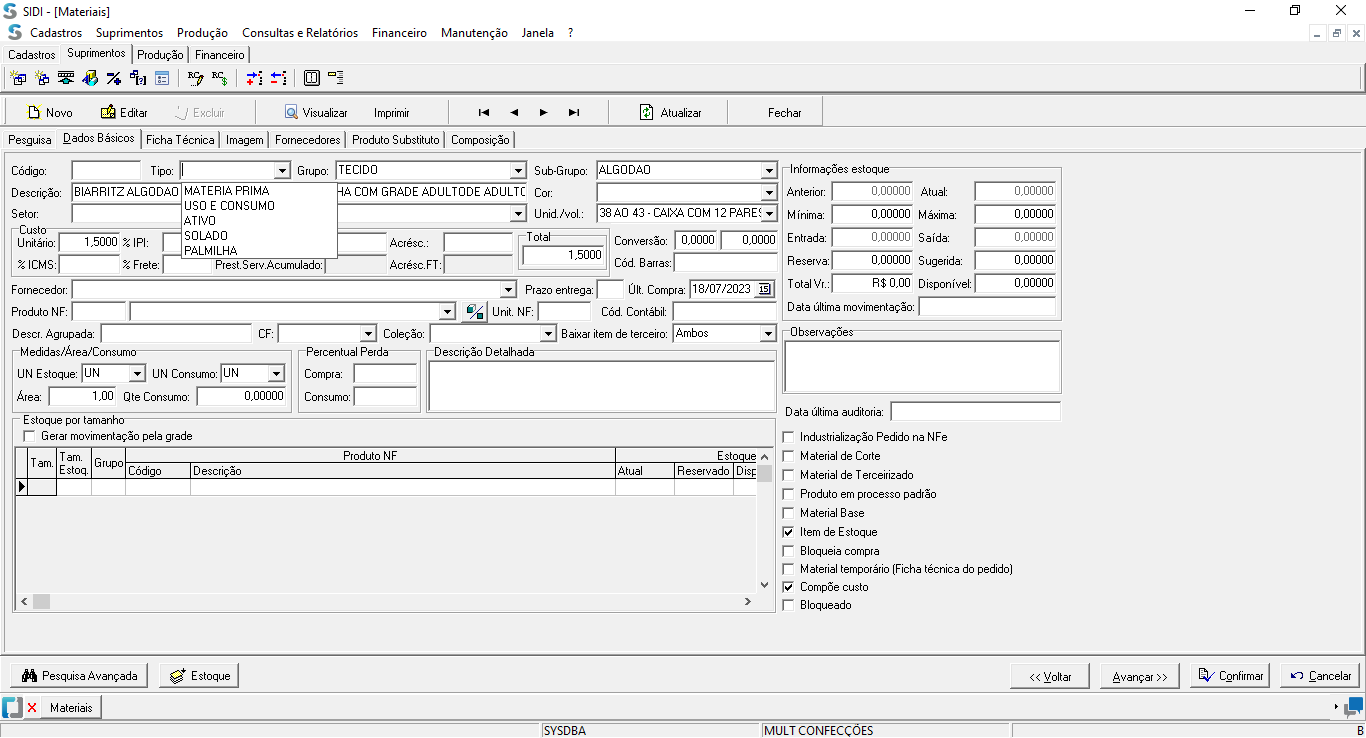 SIDI - [Materiais]
Cadastros Suprimentos Produção Consultas e Relatórios Financeiro Manutenção Janela ?
Cadastros Suprimentos Produção Financeiro
Novo Editar Excluir Visualizar Imprimir Atualizar Fechar
Pesquisa Dados Básicos Ficha Técnica Imagem Fornecedores Produto Substituto Composição
Código: Tipo: Grupo: TECIDO Sub-Grupo: ALGODAO
Descrição: BIARRITZ ALGODAO HA COM GRADE ADULTODE ADULTO Cor:
MATERIA PRIMA
USO E CONSUMO
ATIVO
SOLADO
PALMILHA
Setor: Unid./vol.: 38 AO 43 - CAIXA COM 12 PARES
Custo
Unitário: 1,5000 % IPI: Acrésc.: Total 1,5000
Conversão: 0,0000 0,0000
% ICMS: % Frete: Prest.Serv.Acumulado: Acrésc.FT: Cód. Barras:
Fornecedor: Prazo entrega: Últ. Compra: 18/07/2023 15
Produto NF: Unit. NF: Cód. Contábil:
Descr. Agrupada: CF: Coleção: Baixar item de terceiro: Ambos
Medidas/Área/Consumo
UN Estoque: UN UN Consumo: UN
Área: 1,00 Qte Consumo: 0,00000
Percentual Perda
Compra:
Consumo:
Descrição Detalhada
Estoque por tamanho
Gerar movimentação pela grade
Tam. Tam. Estoq. Grupo Produto NF Estoque
Código Descrição Atual Reservado Disp
Informações estoque
Anterior: 0,00000 Atual: 0,00000
Mínima: 0,00000 Máxima: 0,00000
Entrada: 0,00000 Saída: 0,00000
Reserva: 0,00000 Sugerida: 0,00000
Total Vr.: R$ 0,00 Disponível: 0,00000
Data última movimentação:
Observações
Data última auditoria:
Industrialização Pedido na NFe
Material de Corte
Material de Terceirizado
Produto em processo padrão
Material Base
Item de Estoque
Bloqueia compra
Material temporário (Ficha técnica do pedido)
Compõe custo
Bloqueado
Pesquisa Avançada Estoque << Voltar Avançar >> Confirmar Cancelar
Materiais
SYSDBA MULT CONFECÇÕES B